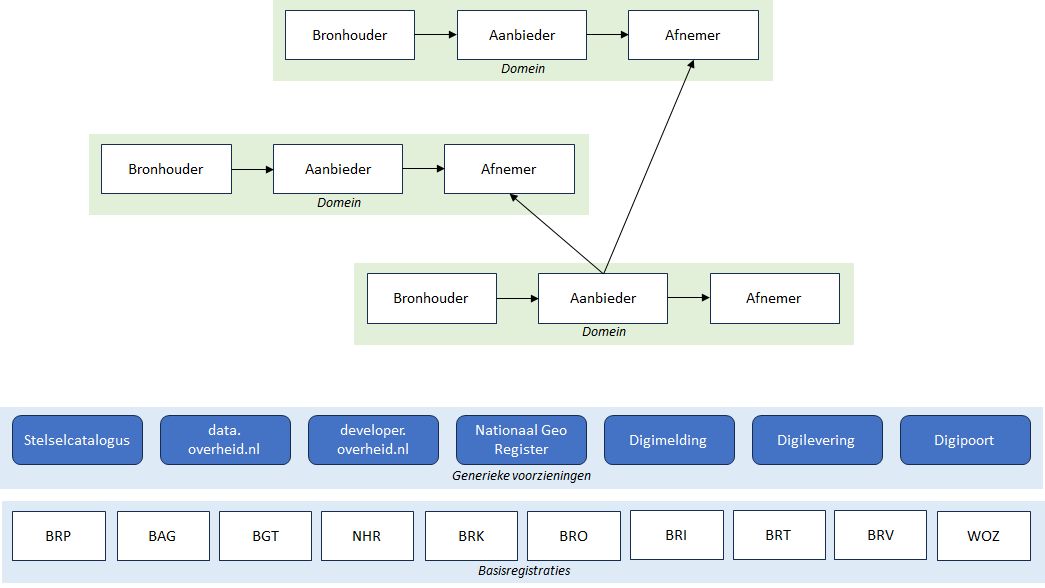 Bronhouder
Aanbieder
Afnemer
Domein
Bronhouder
Aanbieder
Afnemer
Domein
Bronhouder
Aanbieder
Afnemer
Domein
Stelselcatalogus
data.
overheid.nl
developer.
overheid.nl
Nationaal Geo
Register
Digimelding
Digilevering
Digipoort
Generieke voorzieningen
BRP
BAG
BGT
NHR
BRK
BRO
BRI
BRT
BRV
WOZ
Basisregistraties